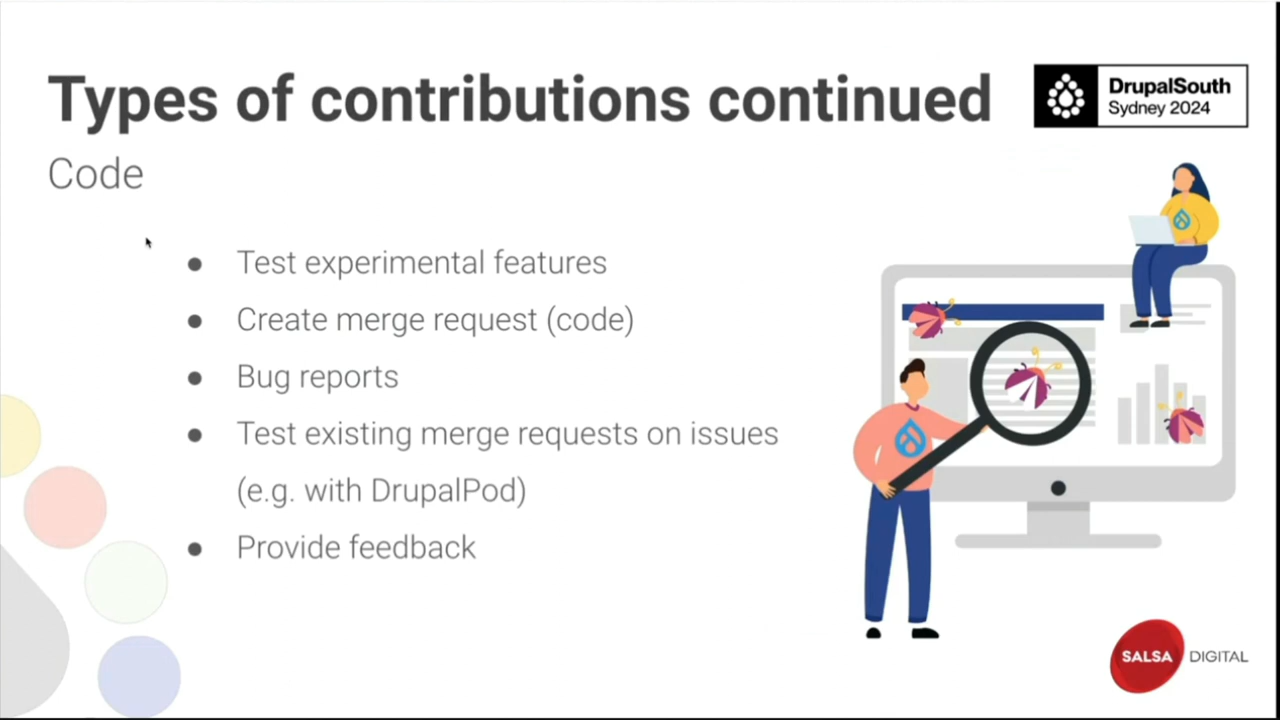 Types of contributions continued
DrupalSouth
Sydney 2024
Code
● Test experimental features
● Create merge request (code)
● Bug reports
● Test existing merge requests on issues
(e.g. with DrupalPod)
● Provide feedback
SALSA DIGITAL